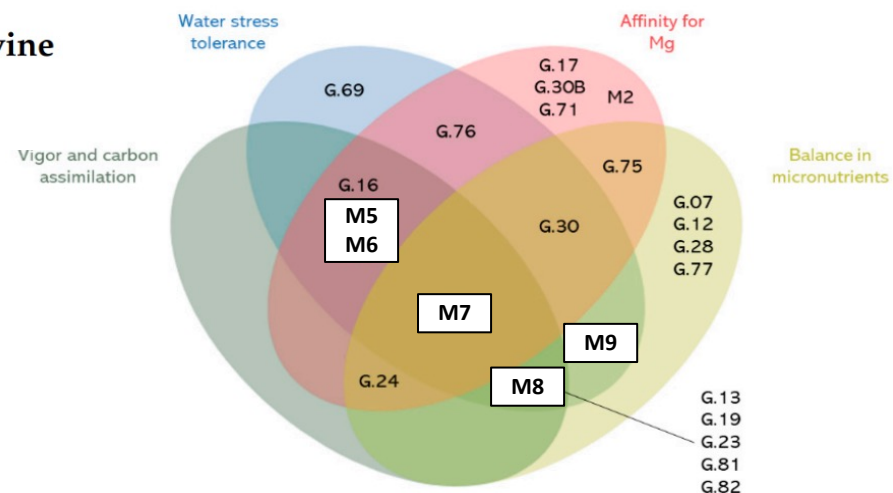 vine
Water stress
tolerance
Affinity for
Mg
Vigor and carbon
assimilation
Balance in
micronutrients
G.69
G.76
G.17
G.30B
G.71
M2
G.75
G.16
M5
M6
G.30
G.07
G.12
G.28
G.77
M7
M9
G.24
M8
G.13
G.19
G.23
G.81
G.82